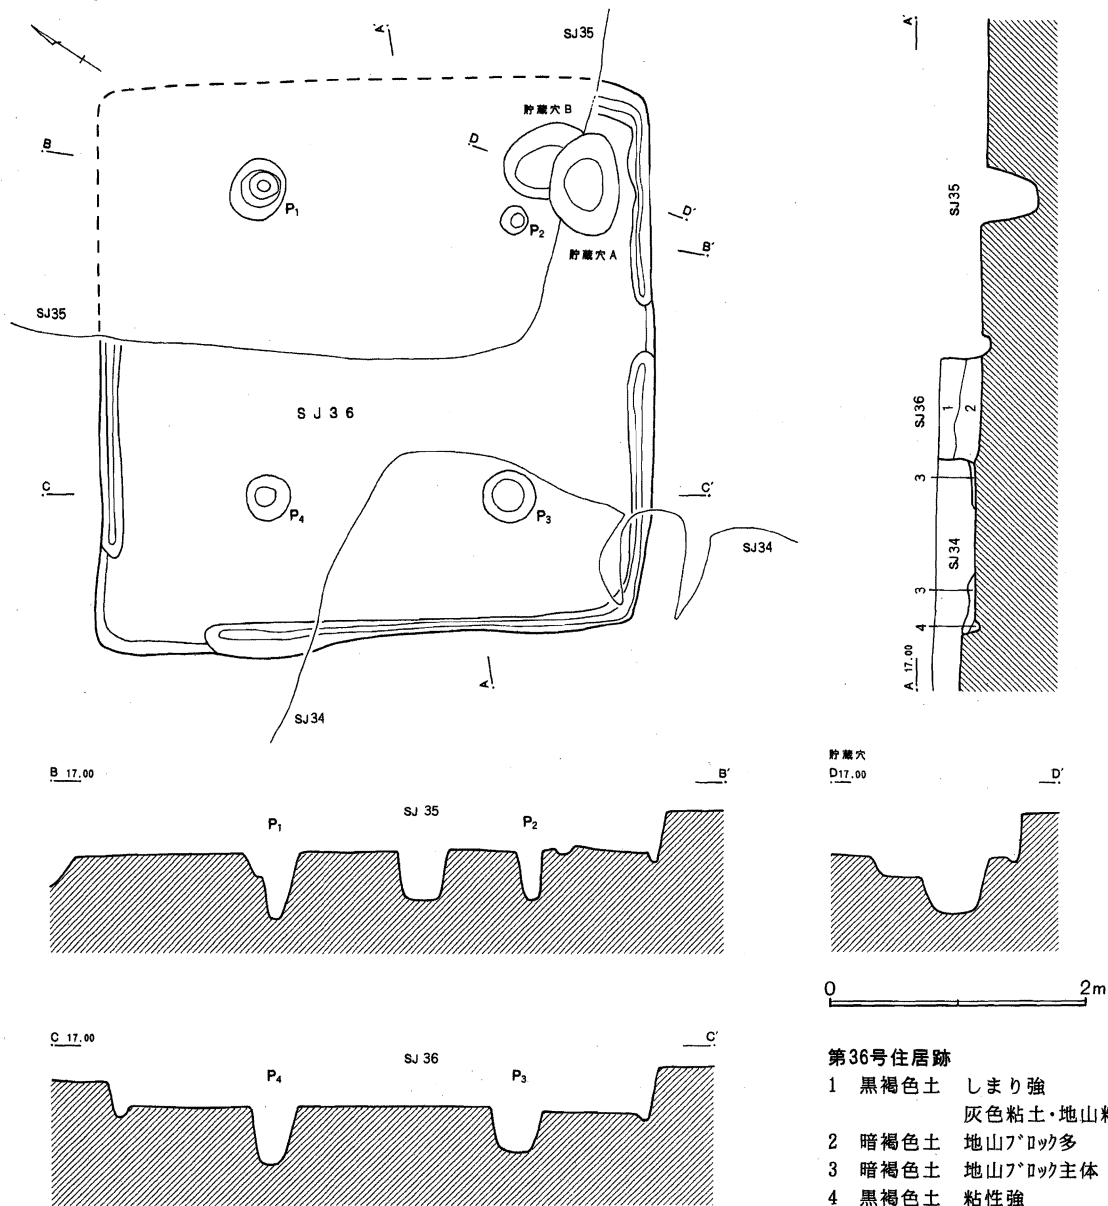 A'
SJ35
貯蔵穴 B
B
D
P1
P2
D'
B'
貯蔵穴 A
SJ35
SJ36
C
P4
P3
C'
SJ34
A
SJ34
A'
SJ35
SJ36
1
2
3
SJ34
3
4
A 17.00
B 17.00
B'
P1
SJ 35
P2
貯蔵穴
D17.00
D'
0
2m
C 17.00
C'
P4
SJ 36
P3
第36号住居跡
1 黒褐色土 しまり強
灰色粘土・地山粒
2 暗褐色土 地山ブロック多
3 暗褐色土 地山ブロック主体
4 黒褐色土 粘性強